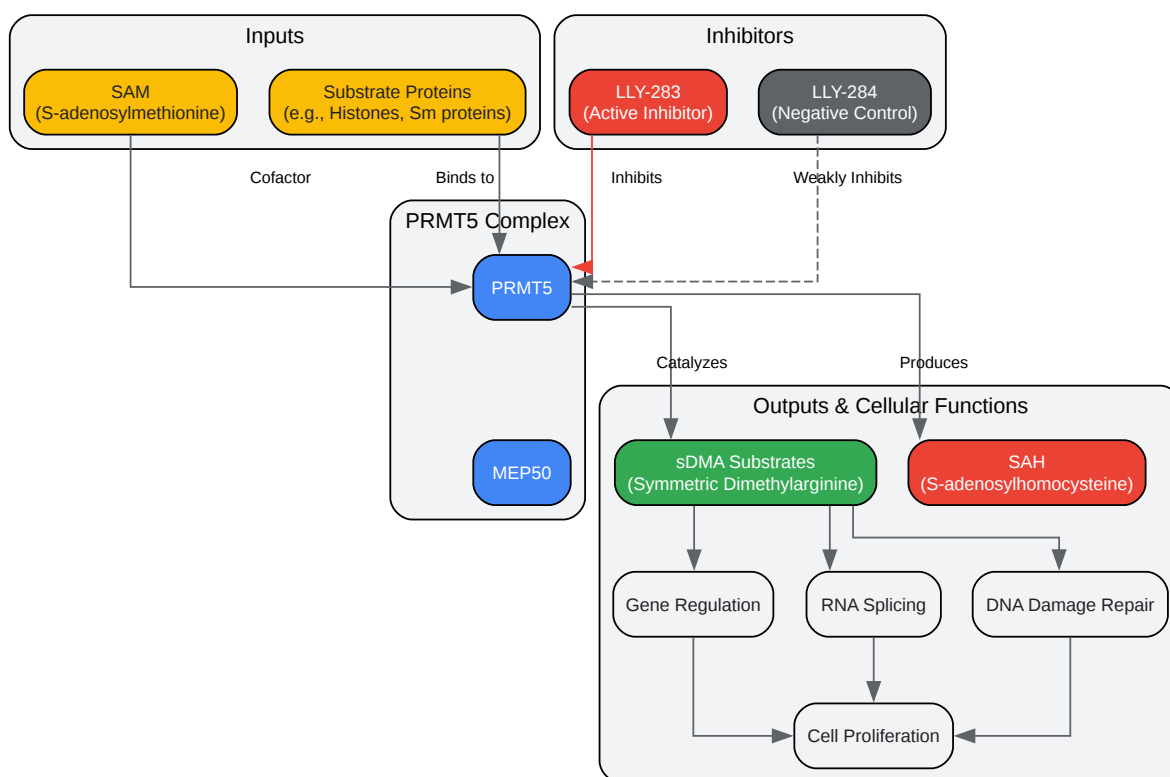 Inputs
Inhibitors
SAM
(S-adenosylmethionine)
Substrate Proteins
(e.g., Histones, Sm proteins)
LLY-283
(Active Inhibitor)
LLY-284
(Negative Control)
Cofactor
Binds to
Inhibits
Weakly Inhibits
PRMT5 Complex
PRMT5
Catalyzes
Produces
Outputs & Cellular Functions
MEP50
sDMA Substrates
(Symmetric Dimethylarginine)
SAH
(S-adenosylhomocysteine)
Gene Regulation
RNA Splicing
DNA Damage Repair
Cell Proliferation